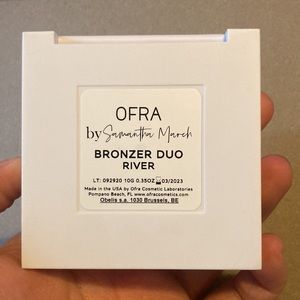 OFRA
by Samantha March
BRONZER DUO
RIVER
LT: 092920 10G 0.35OZ 03/2023
Made in the USA by Ofra Cosmetic Laboratories
Pompano Beach, FL www.ofracosmetics.com
Obelis s.a. 1030 Brussels, BE